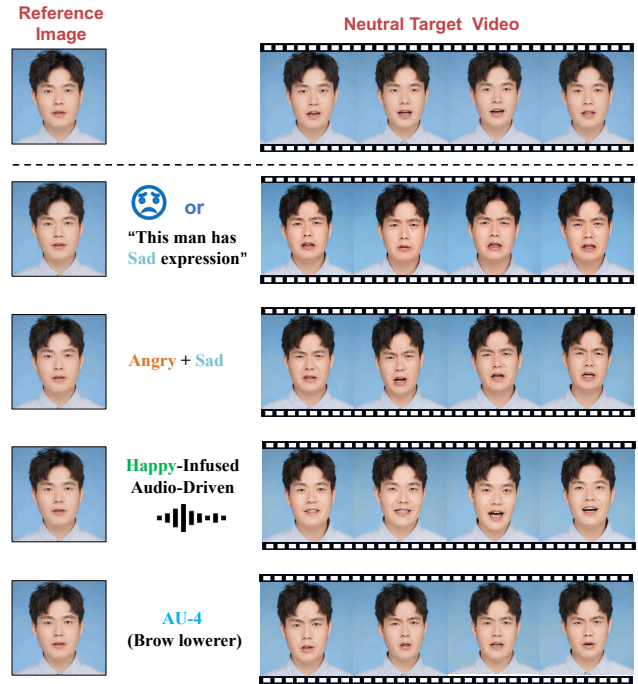 Reference
Image
Neutral Target Video
or
“This man has
Sad expression”
Angry + Sad
Happy-Infused
Audio-Driven
AU-4
(Brow lowerer)